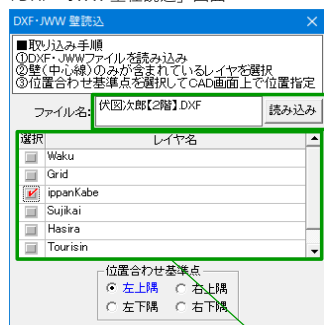 DXF・JWW 壁読込
■取り込み手順
①DXF・JWWファイルを読み込み
②壁(中心線)のみが含まれているレイヤを選択
③位置合わせ基準点を選択してCAD画面上で位置指定
ファイル名:
伏図次郎【2階】.DXF
読み込み
選択 レイヤ名
Waku
Grid
ippanKabe
Sujikai
Hasira
Tourisin
位置合わせ基準点
左上隅 右上隅
左下隅 右下隅